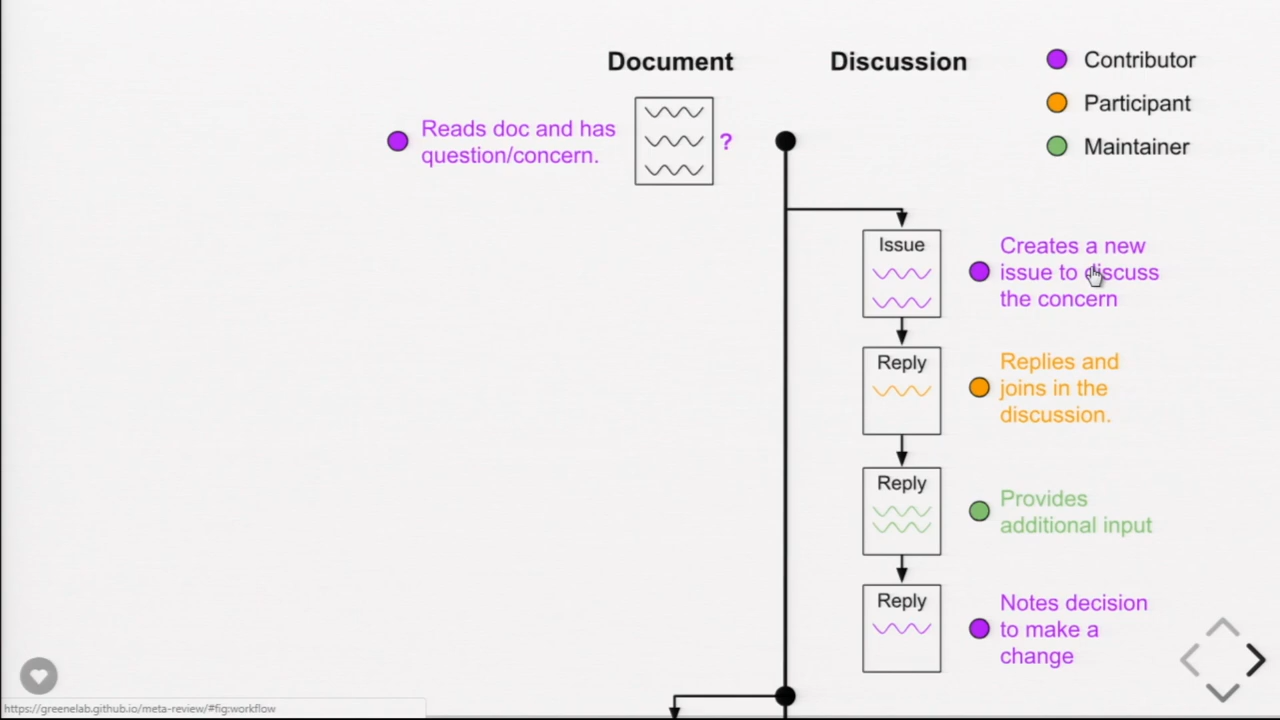 Document
Discussion
Contributor
Participant
Maintainer
Reads doc and has
question/concern.
?
Issue
Creates a new
issue to discuss
the concern
Reply
Replies and
joins in the
discussion.
Reply
Provides
additional input
Reply
Notes decision
to make a
change
https://greenelab.github.io/meta-review/#fig:workflow